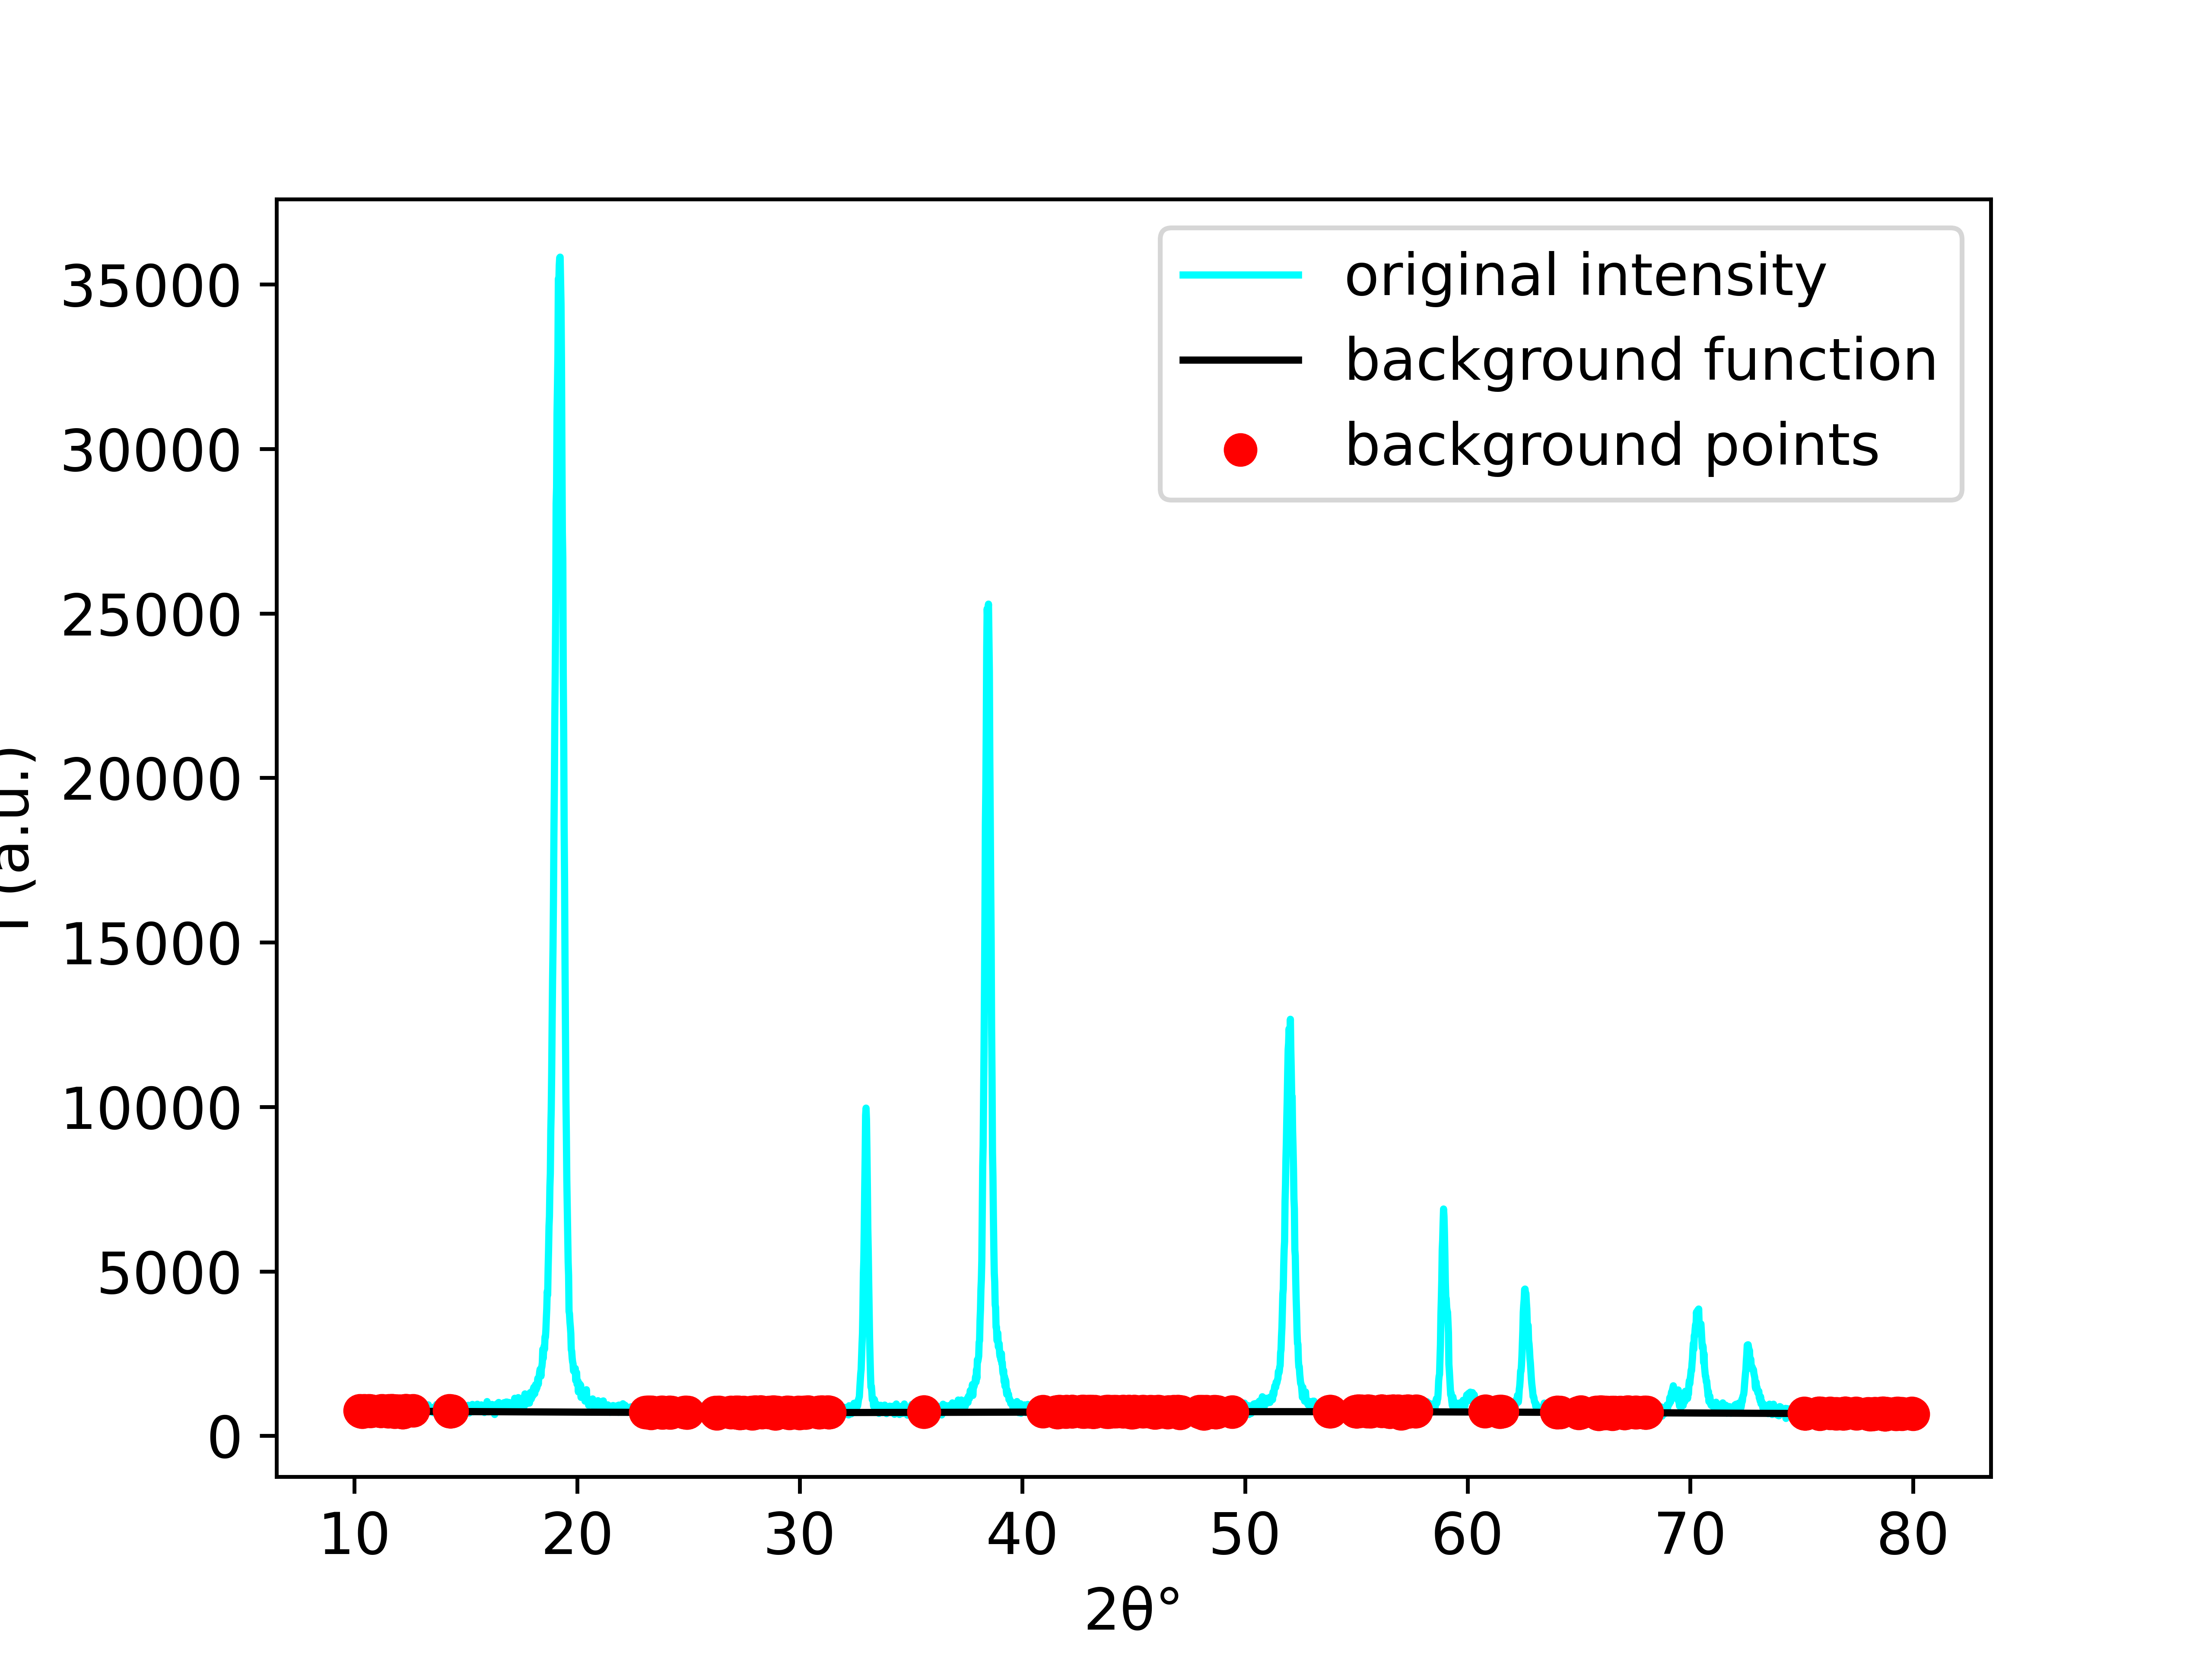 original intensity
background function
background points
35000
30000
25000
20000
15000
10000
5000
0
(a.u.)
10 20 30 40 50 60 70 80
2θ°